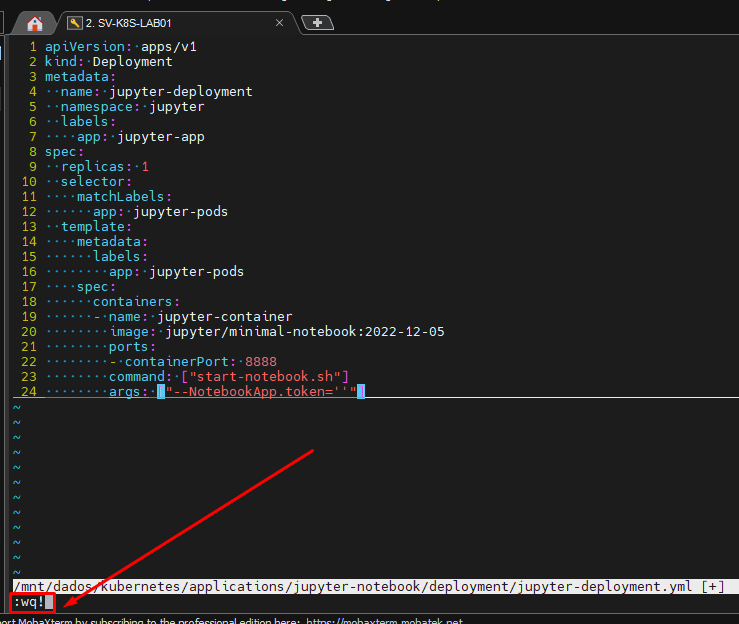 2. SV-K8S-LAB01
1 apiVersion: apps/v1
2 kind: Deployment
3 metadata:
4 ··name: jupyter-deployment
5 ··namespace: jupyter
6 ··labels:
7 ····app: jupyter-app
8 spec:
9 ··replicas: 1
10 ··selector:
11 ····matchLabels:
12 ······app: jupyter-pods
13 ··template:
14 ····metadata:
15 ······labels:
16 ········app: jupyter-pods
17 ····spec:
18 ······containers:
19 ······- name: jupyter-container
20 ········image: jupyter/minimal-notebook:2022-12-05
21 ········ports:
22 ········- containerPort: 8888
23 ········command: ["start-notebook.sh"]
24 ········args: ["--NotebookApp.token=''"]
~
~
~
~
~
~
~
~
~
~
~
~
/mnt/dados/kubernetes/applications/jupyter-notebook/deployment/jupyter-deployment.yml [+]
:wq!
port MobaXterm by subscribing to the professional edition here: https://mobaxterm.mobatek.net